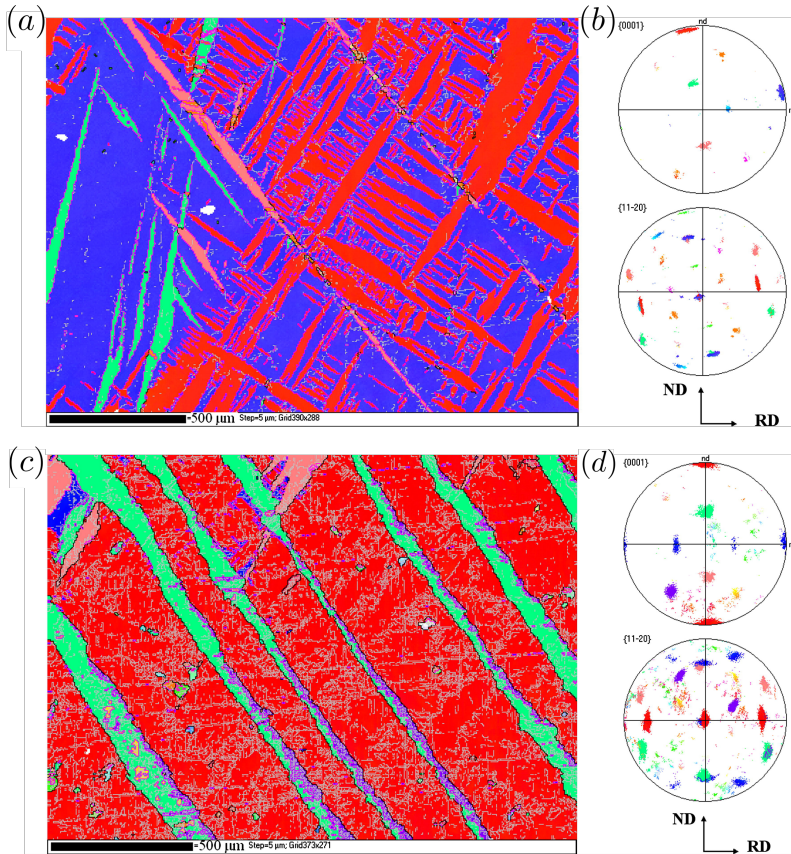 (a)
(b)
{0001}
nd
r
{11-20}
ND
RD
=500 µm Step=5 µm; Grid390x288
(c)
(d)
{0001}
nd
r
{11-20}
ND
RD
=500 µm Step=5 µm; Grid373x271